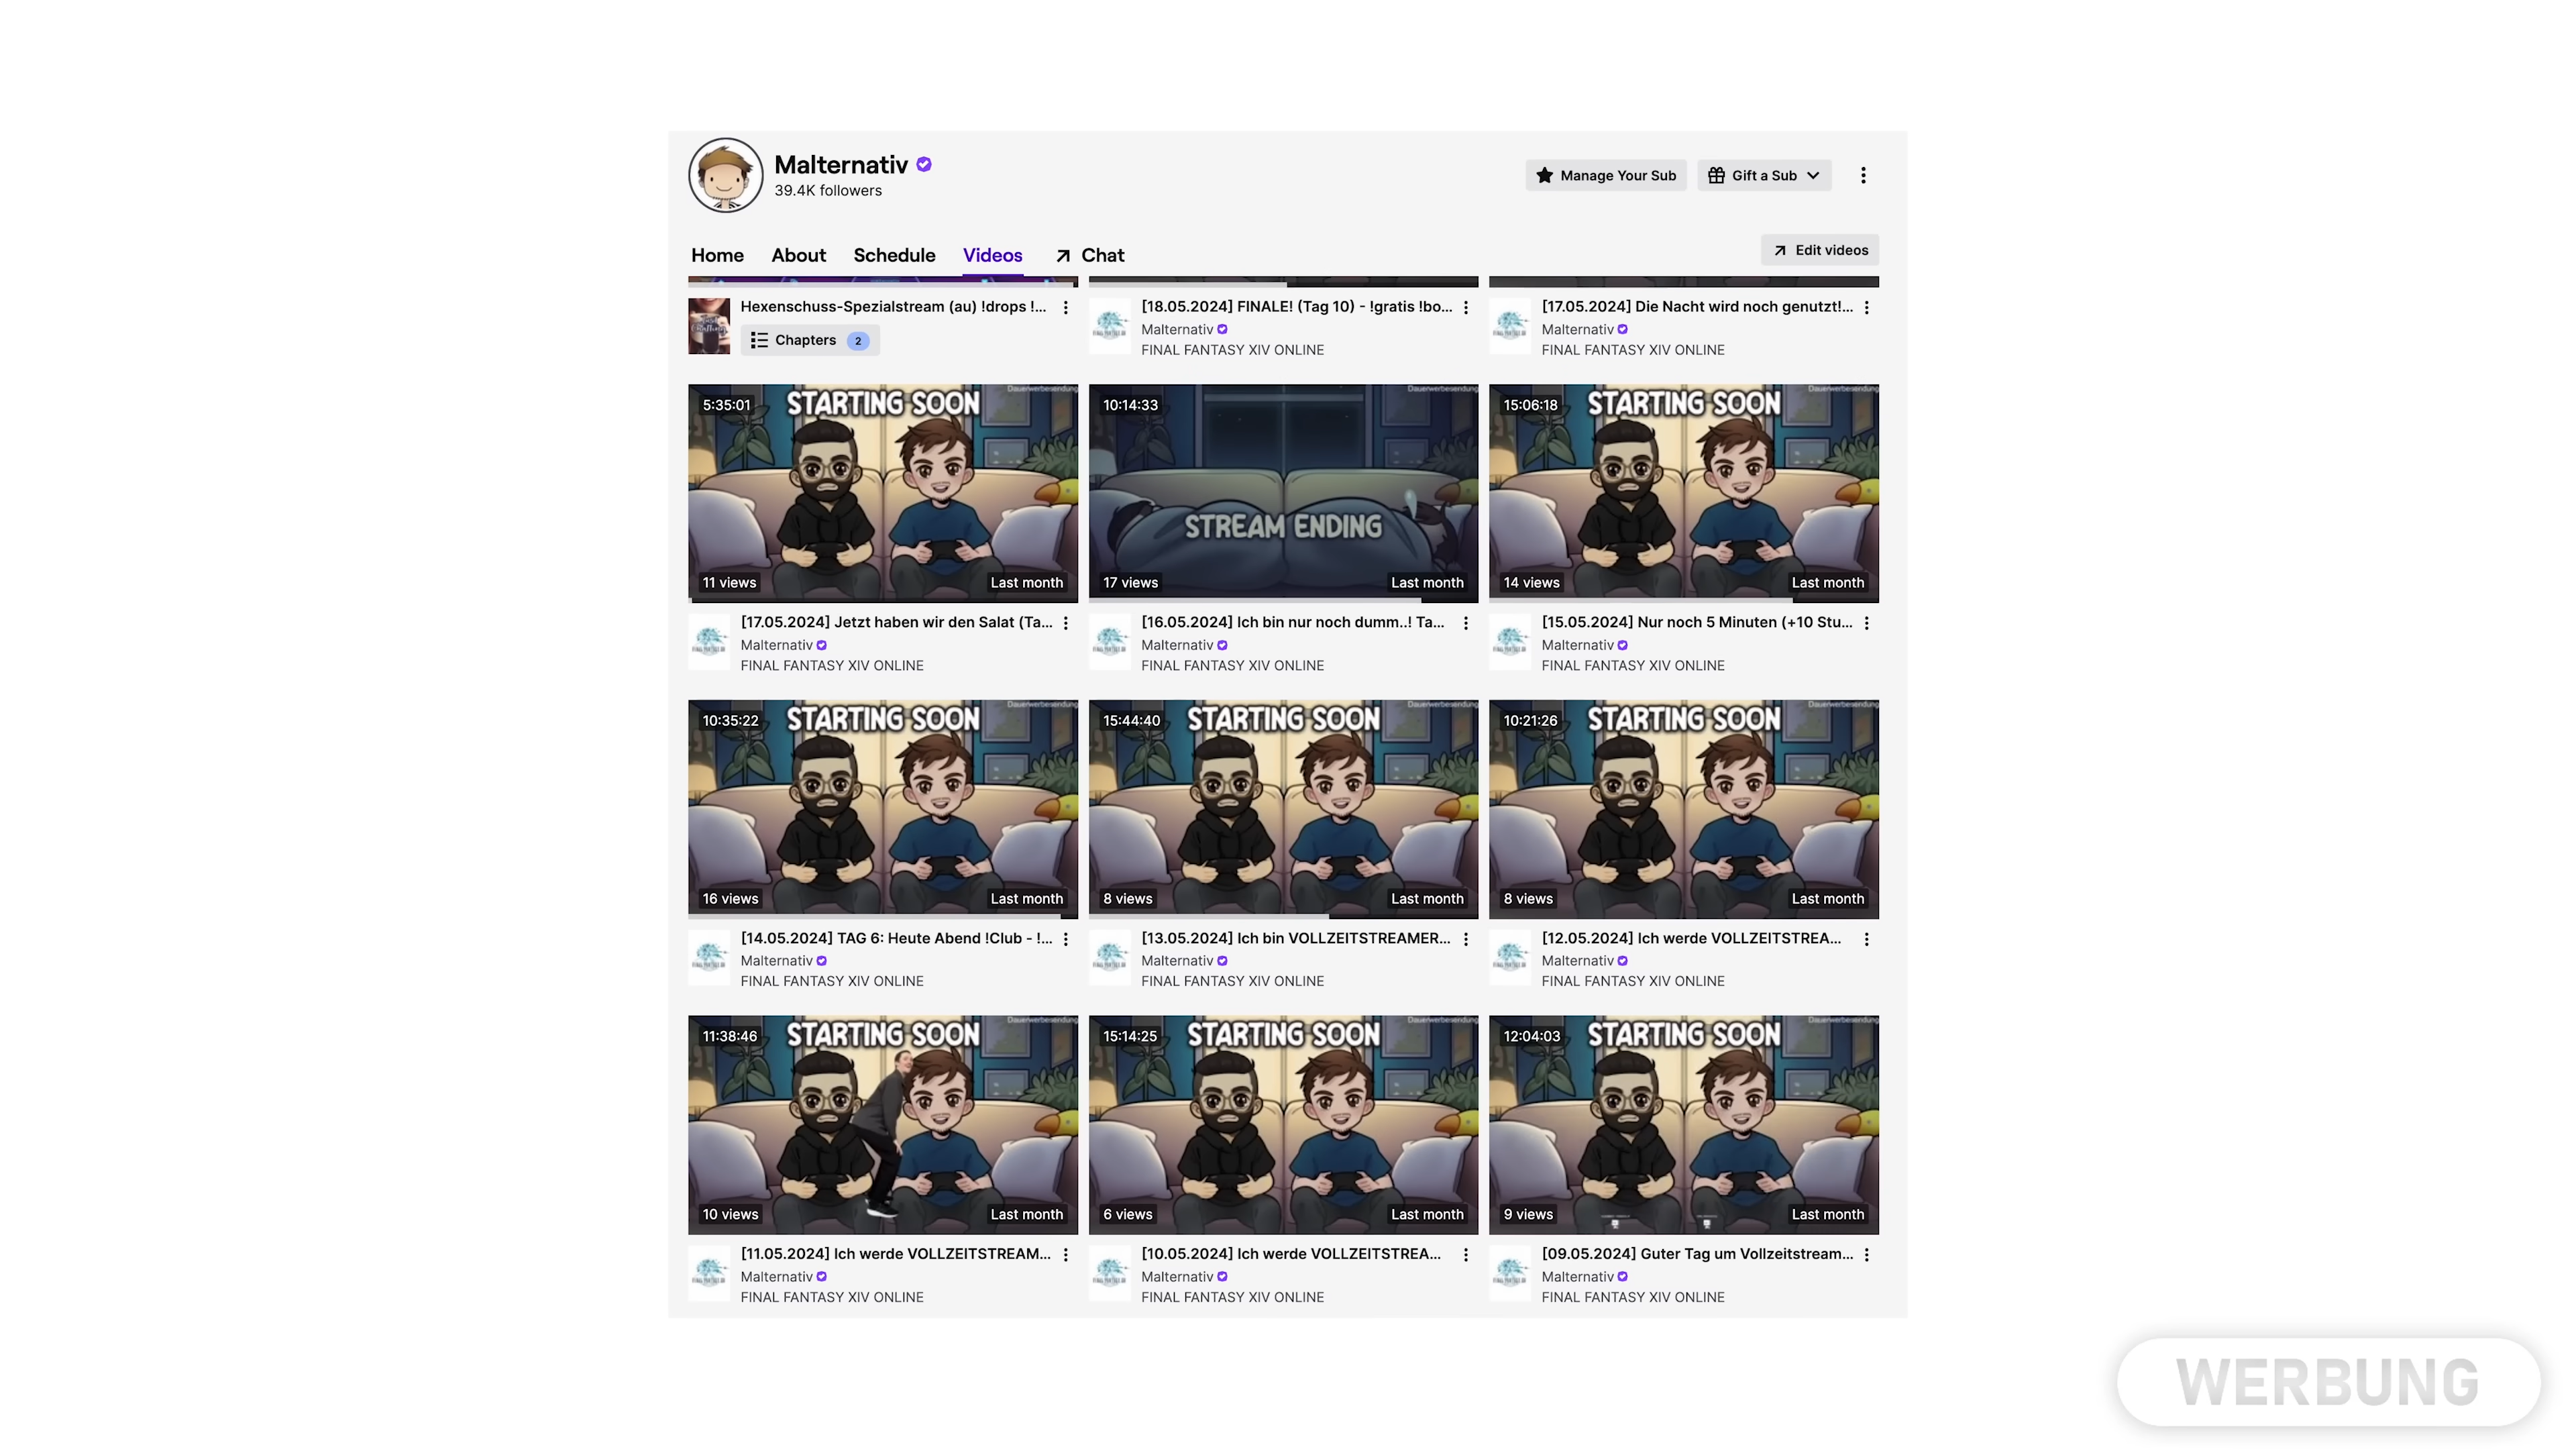 Malternativ
39.4K followers
Manage Your Sub
Gift a Sub
Home
About
Schedule
Videos
Chat
Edit videos
Hexenschuss-Spezialstream (au) !drops !...
Chapters 2
[18.05.2024] FINALE! (Tag 10) - !gratis !bo...
Malternativ
FINAL FANTASY XIV ONLINE
[17.05.2024] Die Nacht wird noch genutzt!...
Malternativ
FINAL FANTASY XIV ONLINE
Dauerwerbesendung
5:35:01
STARTING SOON
11 views
Last month
[17.05.2024] Jetzt haben wir den Salat (Ta...
Malternativ
FINAL FANTASY XIV ONLINE
Dauerwerbesendung
10:14:33
STREAM ENDING
17 views
Last month
[16.05.2024] Ich bin nur noch dumm..! Ta...
Malternativ
FINAL FANTASY XIV ONLINE
Dauerwerbesendung
15:06:18
STARTING SOON
14 views
Last month
[15.05.2024] Nur noch 5 Minuten (+10 Stu...
Malternativ
FINAL FANTASY XIV ONLINE
Dauerwerbesendung
10:35:22
STARTING SOON
16 views
Last month
[14.05.2024] TAG 6: Heute Abend !Club - !...
Malternativ
FINAL FANTASY XIV ONLINE
Dauerwerbesendung
15:44:40
STARTING SOON
8 views
Last month
[13.05.2024] Ich bin VOLLZEITSTREAMER...
Malternativ
FINAL FANTASY XIV ONLINE
Dauerwerbesendung
10:21:26
STARTING SOON
8 views
Last month
[12.05.2024] Ich werde VOLLZEITSTREA...
Malternativ
FINAL FANTASY XIV ONLINE
Dauerwerbesendung
11:38:46
STARTING SOON
10 views
Last month
[11.05.2024] Ich werde VOLLZEITSTREAM...
Malternativ
FINAL FANTASY XIV ONLINE
Dauerwerbesendung
15:14:25
STARTING SOON
6 views
Last month
[10.05.2024] Ich werde VOLLZEITSTREA...
Malternativ
FINAL FANTASY XIV ONLINE
Dauerwerbesendung
12:04:03
STARTING SOON
9 views
Last month
[09.05.2024] Guter Tag um Vollzeitstream...
Malternativ
FINAL FANTASY XIV ONLINE
WERBUNG